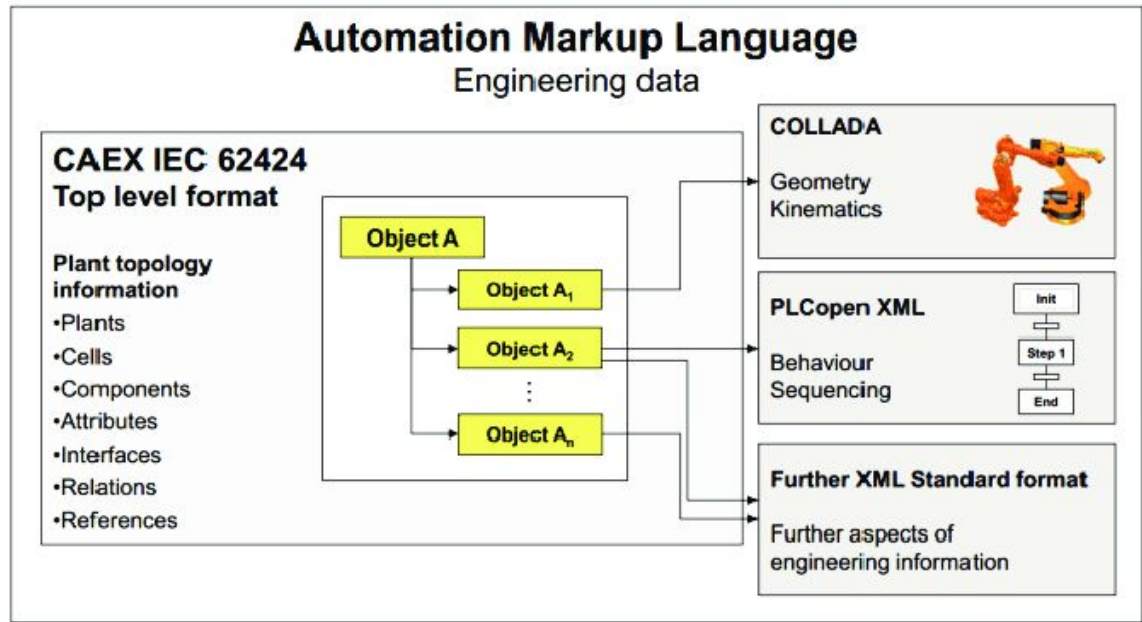 Automation Markup Language
Engineering data
CAEX IEC 62424
Top level format
Plant topology
information
•Plants
•Cells
•Components
•Attributes
•Interfaces
•Relations
•References
Object A
Object A₁
Object A₂
⋮
Object Aₙ
COLLADA
Geometry
Kinematics
PLCopen XML
Behaviour
Sequencing
Init
Step 1
End
Further XML Standard format
Further aspects of
engineering information